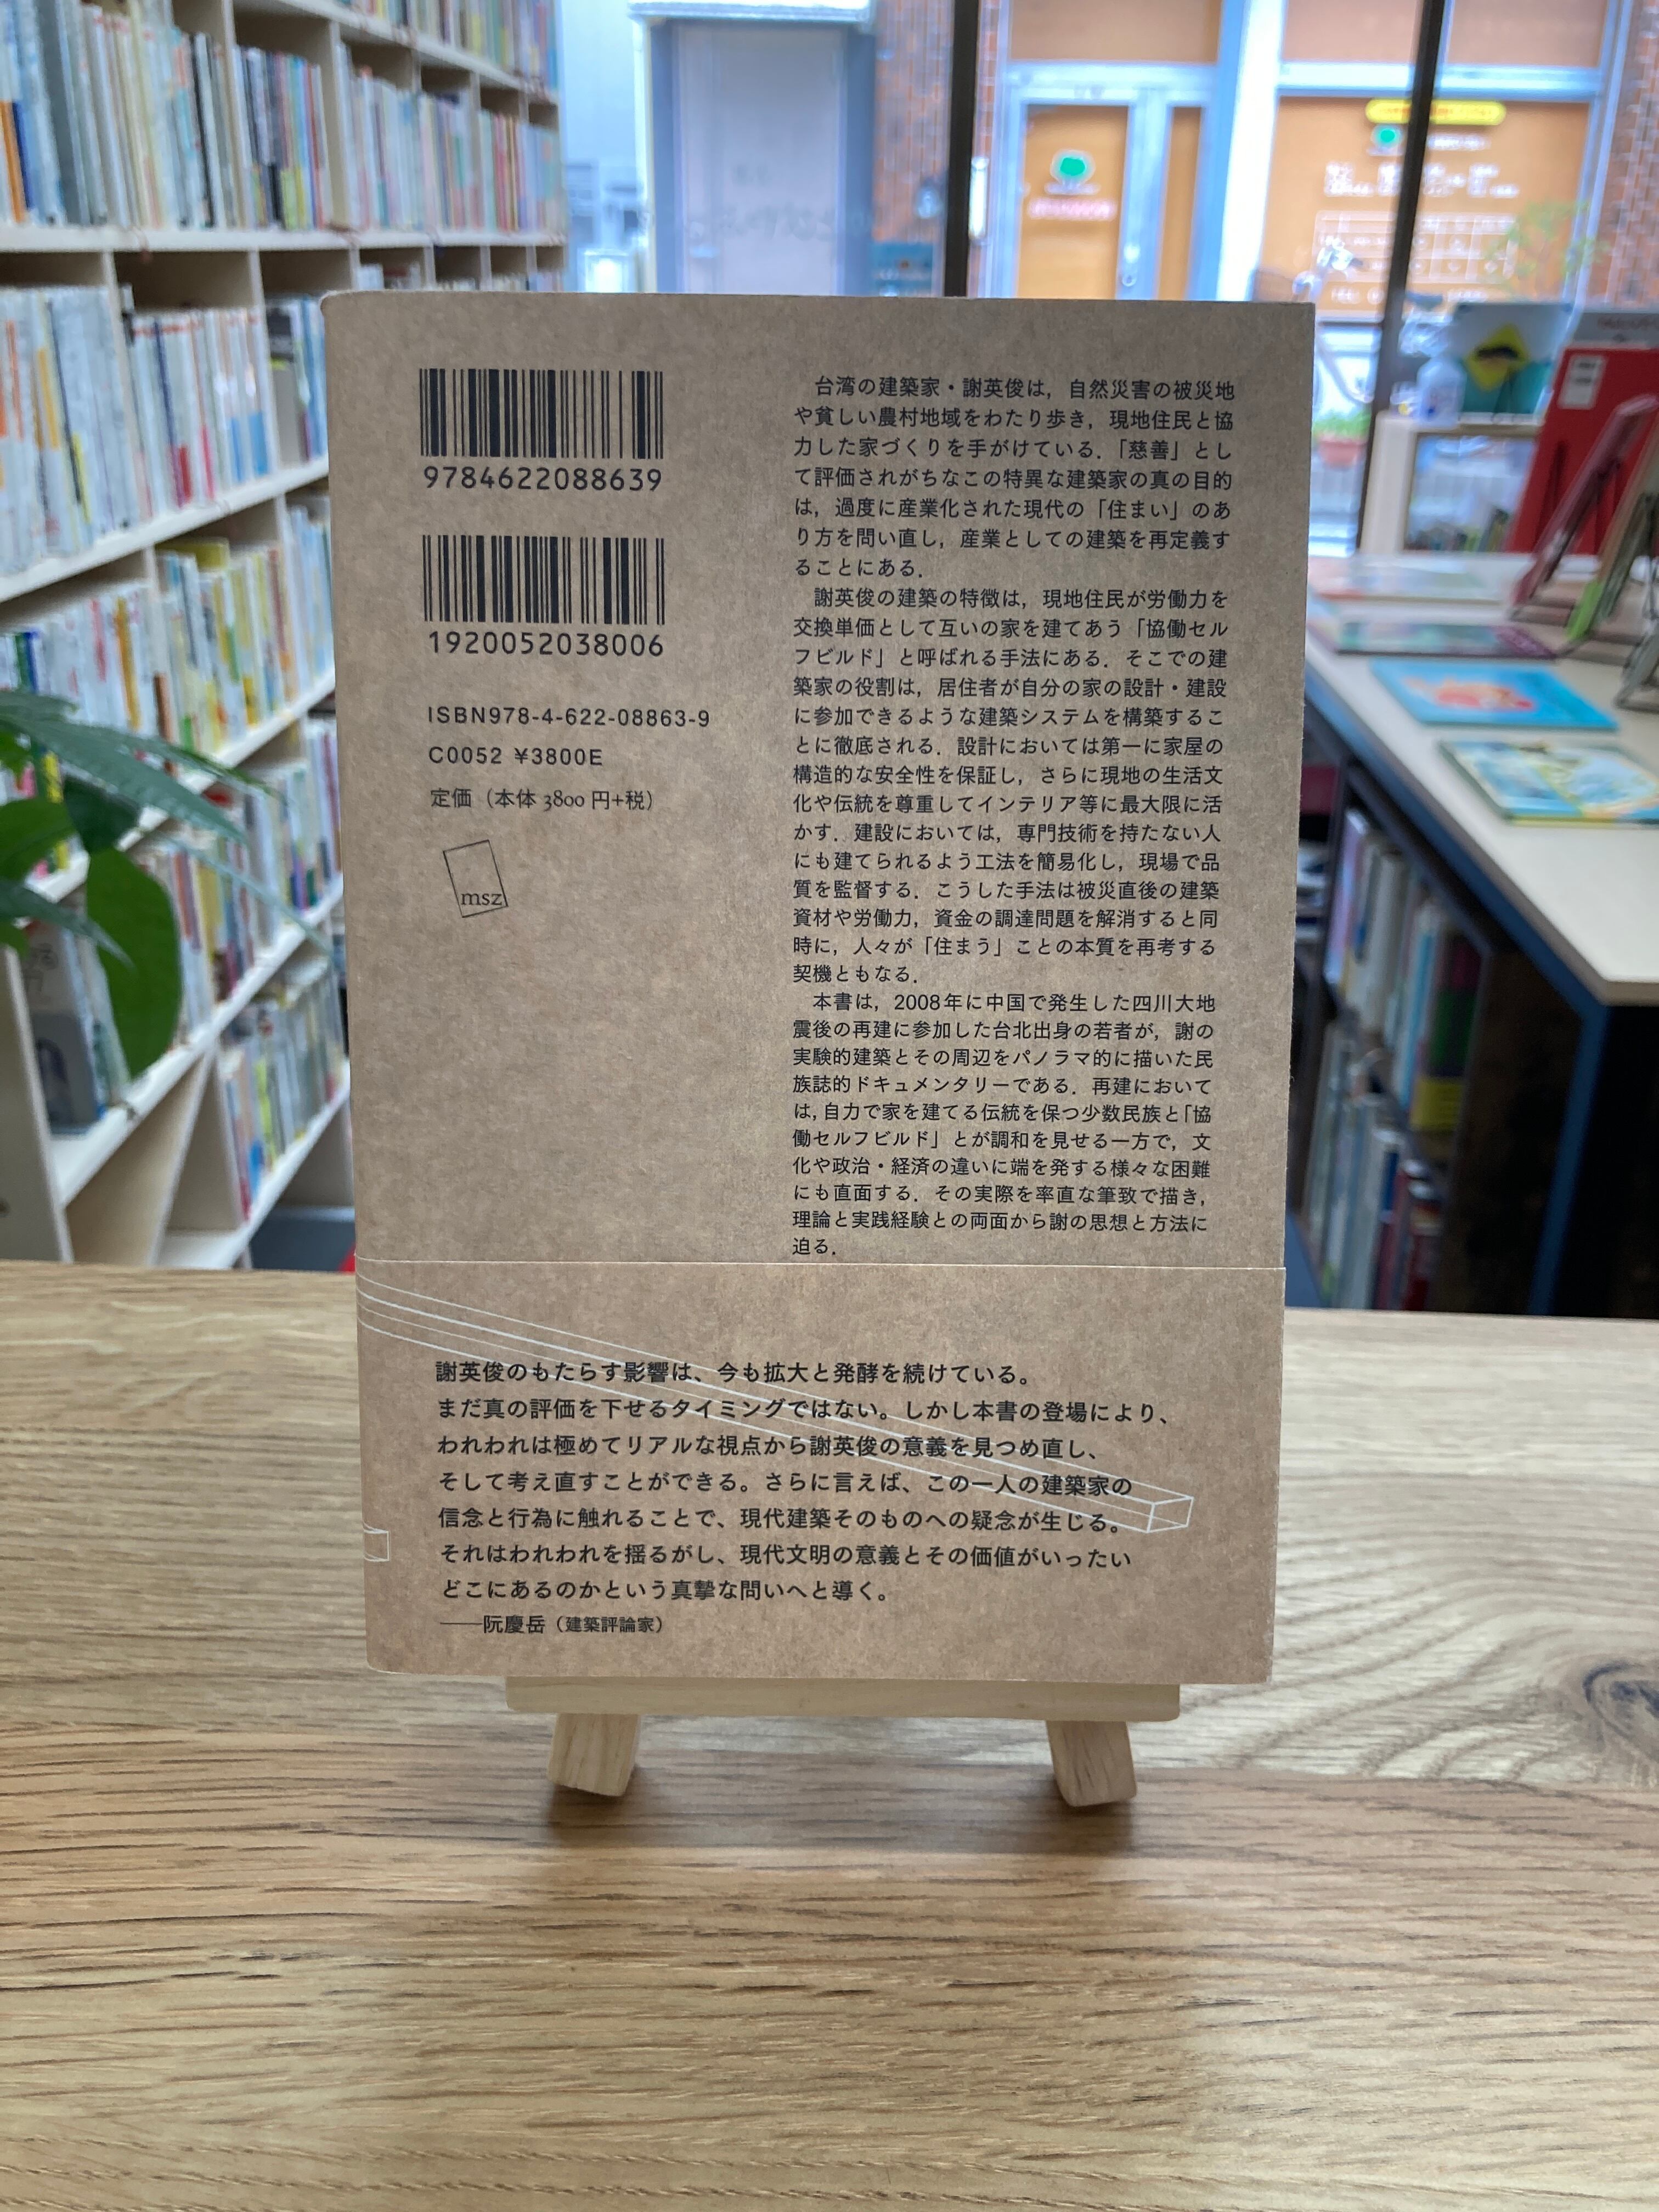 9784622088639
1920052038006
ISBN978-4-622-08863-9
C0052 ¥3800E
定価（本体 3800 円+税）
msz
台湾の建築家・謝英俊は，自然災害の被災地
や貧しい農村地域をわたり歩き，現地住民と協
力した家づくりを手がけている．「慈善」とし
て評価されがちなこの特異な建築家の真の目的
は，過度に産業化された現代の「住まい」のあ
り方を問い直し，産業としての建築を再定義す
ることにある．
謝英俊の建築の特徴は，現地住民が労働力を
交換単価として互いの家を建てあう「協働セル
フビルド」と呼ばれる手法にある．そこでの建
築家の役割は，居住者が自分の家の設計・建設
に参加できるような建築システムを構築するこ
とに徹底される．設計においては第一に家屋の
構造的な安全性を保証し，さらに現地の生活文
化や伝統を尊重してインテリア等に最大限に活
かす．建設においては，専門技術を持たない人
にも建てられるよう工法を簡易化し，現場で品
質を監督する．こうした手法は被災直後の建築
資材や労働力，資金の調達問題を解消すると同
時に，人々が「住まう」ことの本質を再考する
契機ともなる．
本書は，2008年に中国で発生した四川大地
震後の再建に参加した台北出身の若者が，謝の
実験的建築とその周辺をパノラマ的に描いた民
族誌的ドキュメンタリーである．再建において
は，自力で家を建てる伝統を保つ少数民族と「協
働セルフビルド」とが調和を見せる一方で，文
化や政治・経済の違いに端を発する様々な困難
にも直面する．その実際を率直な筆致で描き，
理論と実践経験との両面から謝の思想と方法に
迫る．
謝英俊のもたらす影響は、今も拡大と発酵を続けている。
まだ真の評価を下せるタイミングではない。しかし本書の登場により、
われわれは極めてリアルな視点から謝英俊の意義を見つめ直し、
そして考え直すことができる。さらに言えば、この一人の建築家の
信念と行為に触れることで、現代建築そのものへの疑念が生じる。
それはわれわれを揺るがし、現代文明の意義とその価値がいったい
どこにあるのかという真摯な問いへと導く。
――阮慶岳（建築評論家）